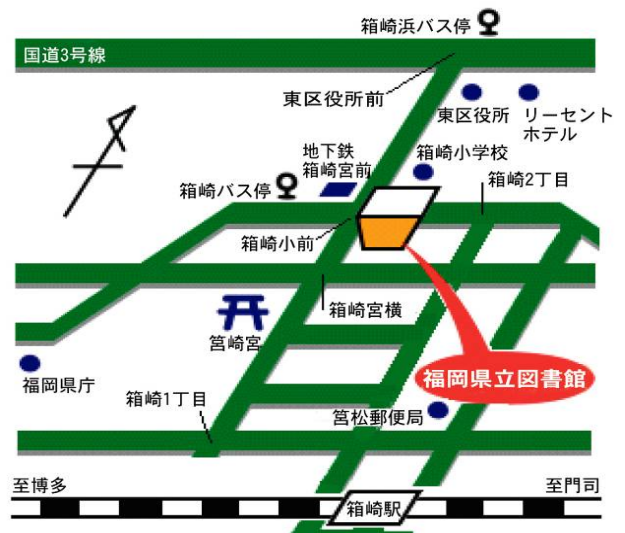 箱崎浜バス停
国道3号線
東区役所前
東区役所
リーセント
ホテル
地下鉄
箱崎宮前
箱崎小学校
箱崎バス停
箱崎2丁目
箱崎小前
箱崎宮横
筥崎宮
福岡県庁
福岡県立図書館
箱崎1丁目
筥松郵便局
至博多
至門司
箱崎駅